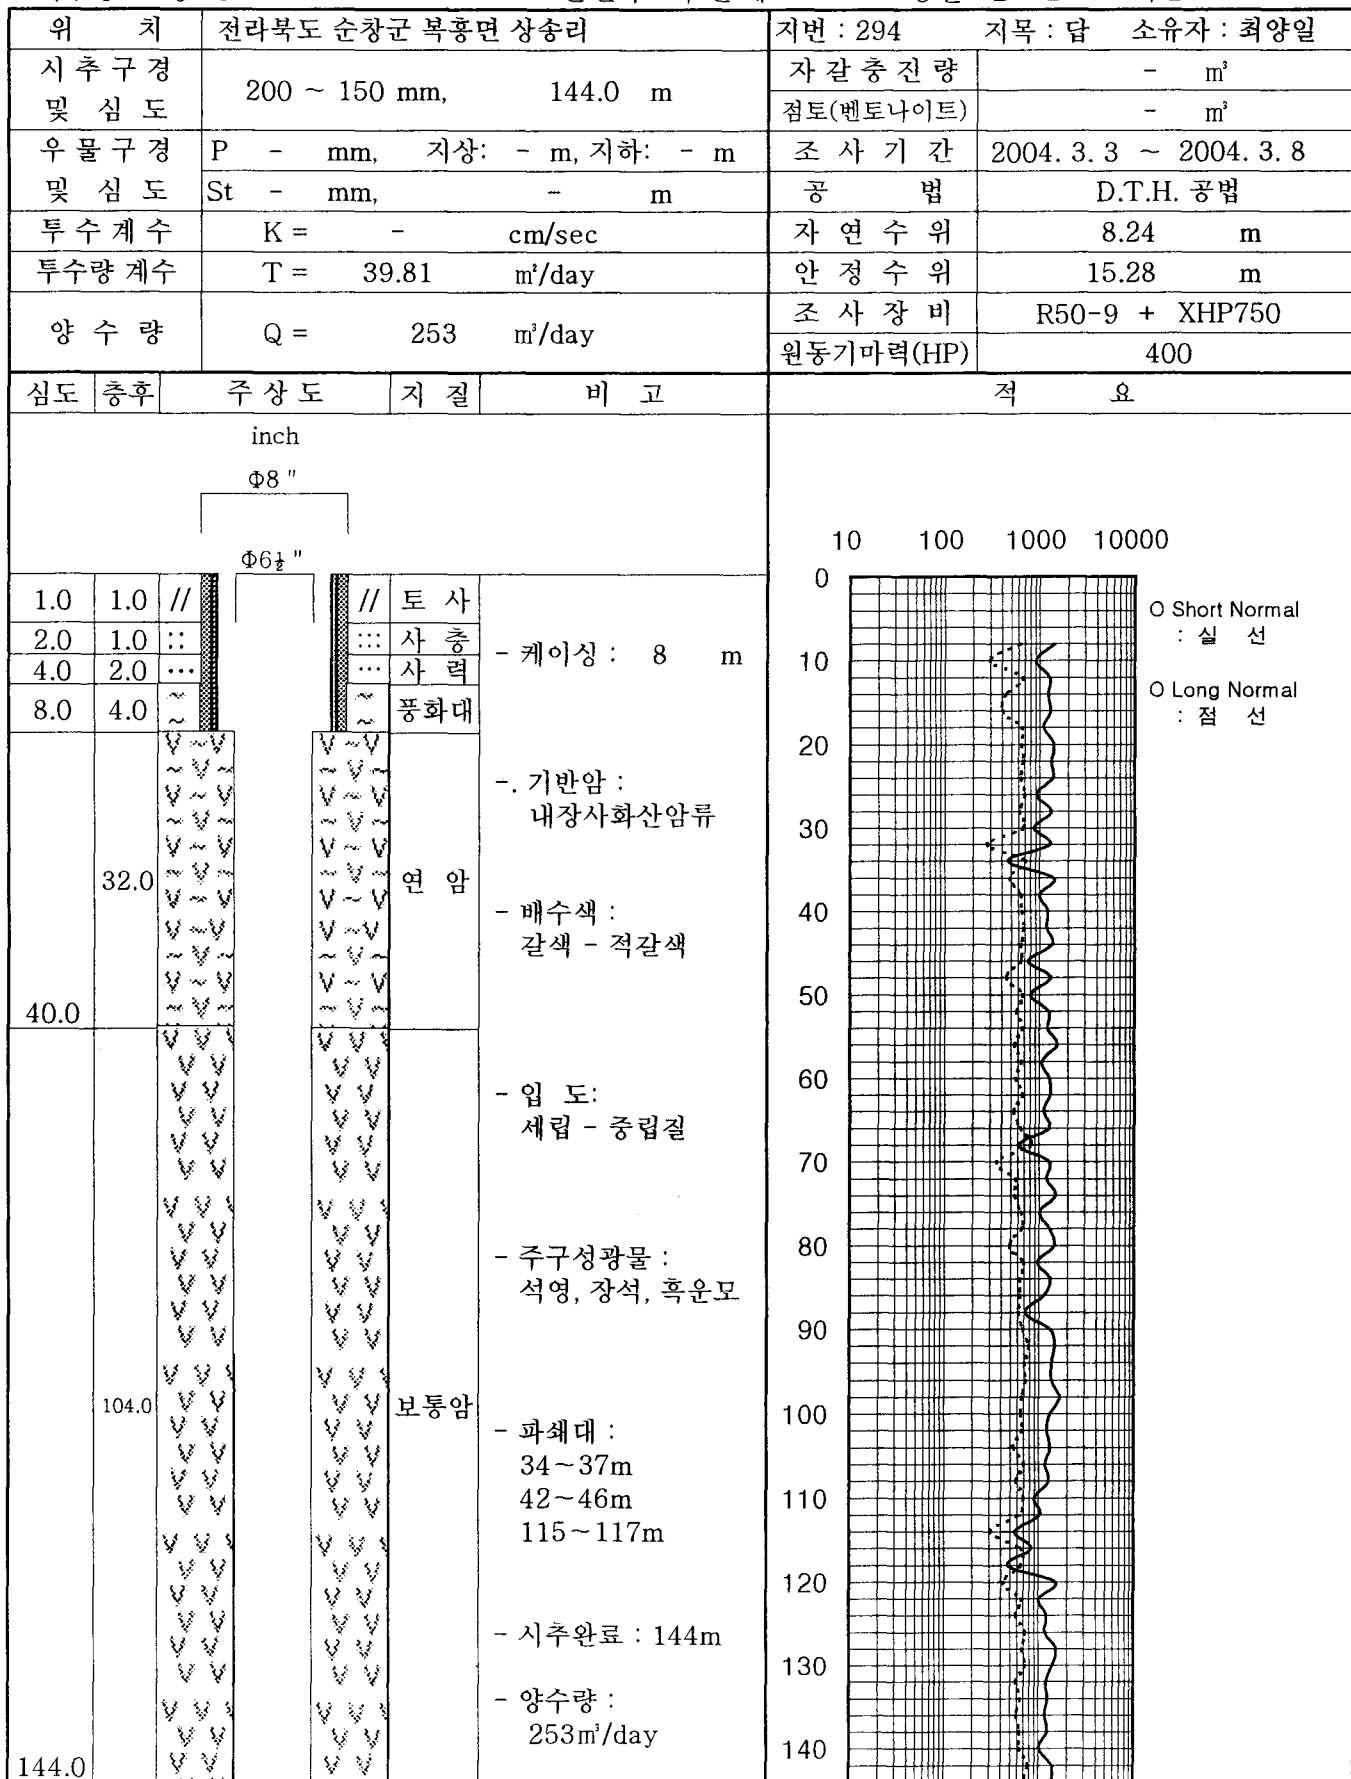 위 치 전라북도 순창군 복흥면 상송리 지번 : 294 지목 : 답 소유자 : 최양일
시 추 구 경 및 심 도 200 ~ 150 mm, 144.0 m
자 갈 충 진 량 - m³
점토(벤토나이트) - m³
우 물 구 경 및 심 도 P - mm, 지상: - m, 지하: - m
St - mm, - m
조 사 기 간 2004. 3. 3 ~ 2004. 3. 8
공 법 D.T.H. 공법
투 수 계 수 K = - cm/sec 자 연 수 위 8.24 m
투수량 계수 T = 39.81 m²/day 안 정 수 위 15.28 m
양 수 량 Q = 253 m³/day
조 사 장 비 R50-9 + XHP750
원동기마력(HP) 400
심도 층후 주 상 도 지 질 비 고 적 요
inch
Φ8 "
Φ6½ "
1.0 1.0 // // 토 사
2.0 1.0 :: ::: 사 층
4.0 2.0 ... ... 사 력
8.0 4.0 ~ ~ 풍화대
32.0 연 암
40.0
104.0 보통암
144.0
- 케이싱 : 8 m
-. 기반암 :
내장사화산암류
- 배수색 :
갈색 - 적갈색
- 입 도:
세립 - 중립질
- 주구성광물 :
석영, 장석, 흑운모
- 파쇄대 :
34~37m
42~46m
115~117m
- 시추완료 : 144m
- 양수량 :
253m³/day
10 100 1000 10000
0
10
20
30
40
50
60
70
80
90
100
110
120
130
140
O Short Normal
: 실 선
O Long Normal
: 점 선